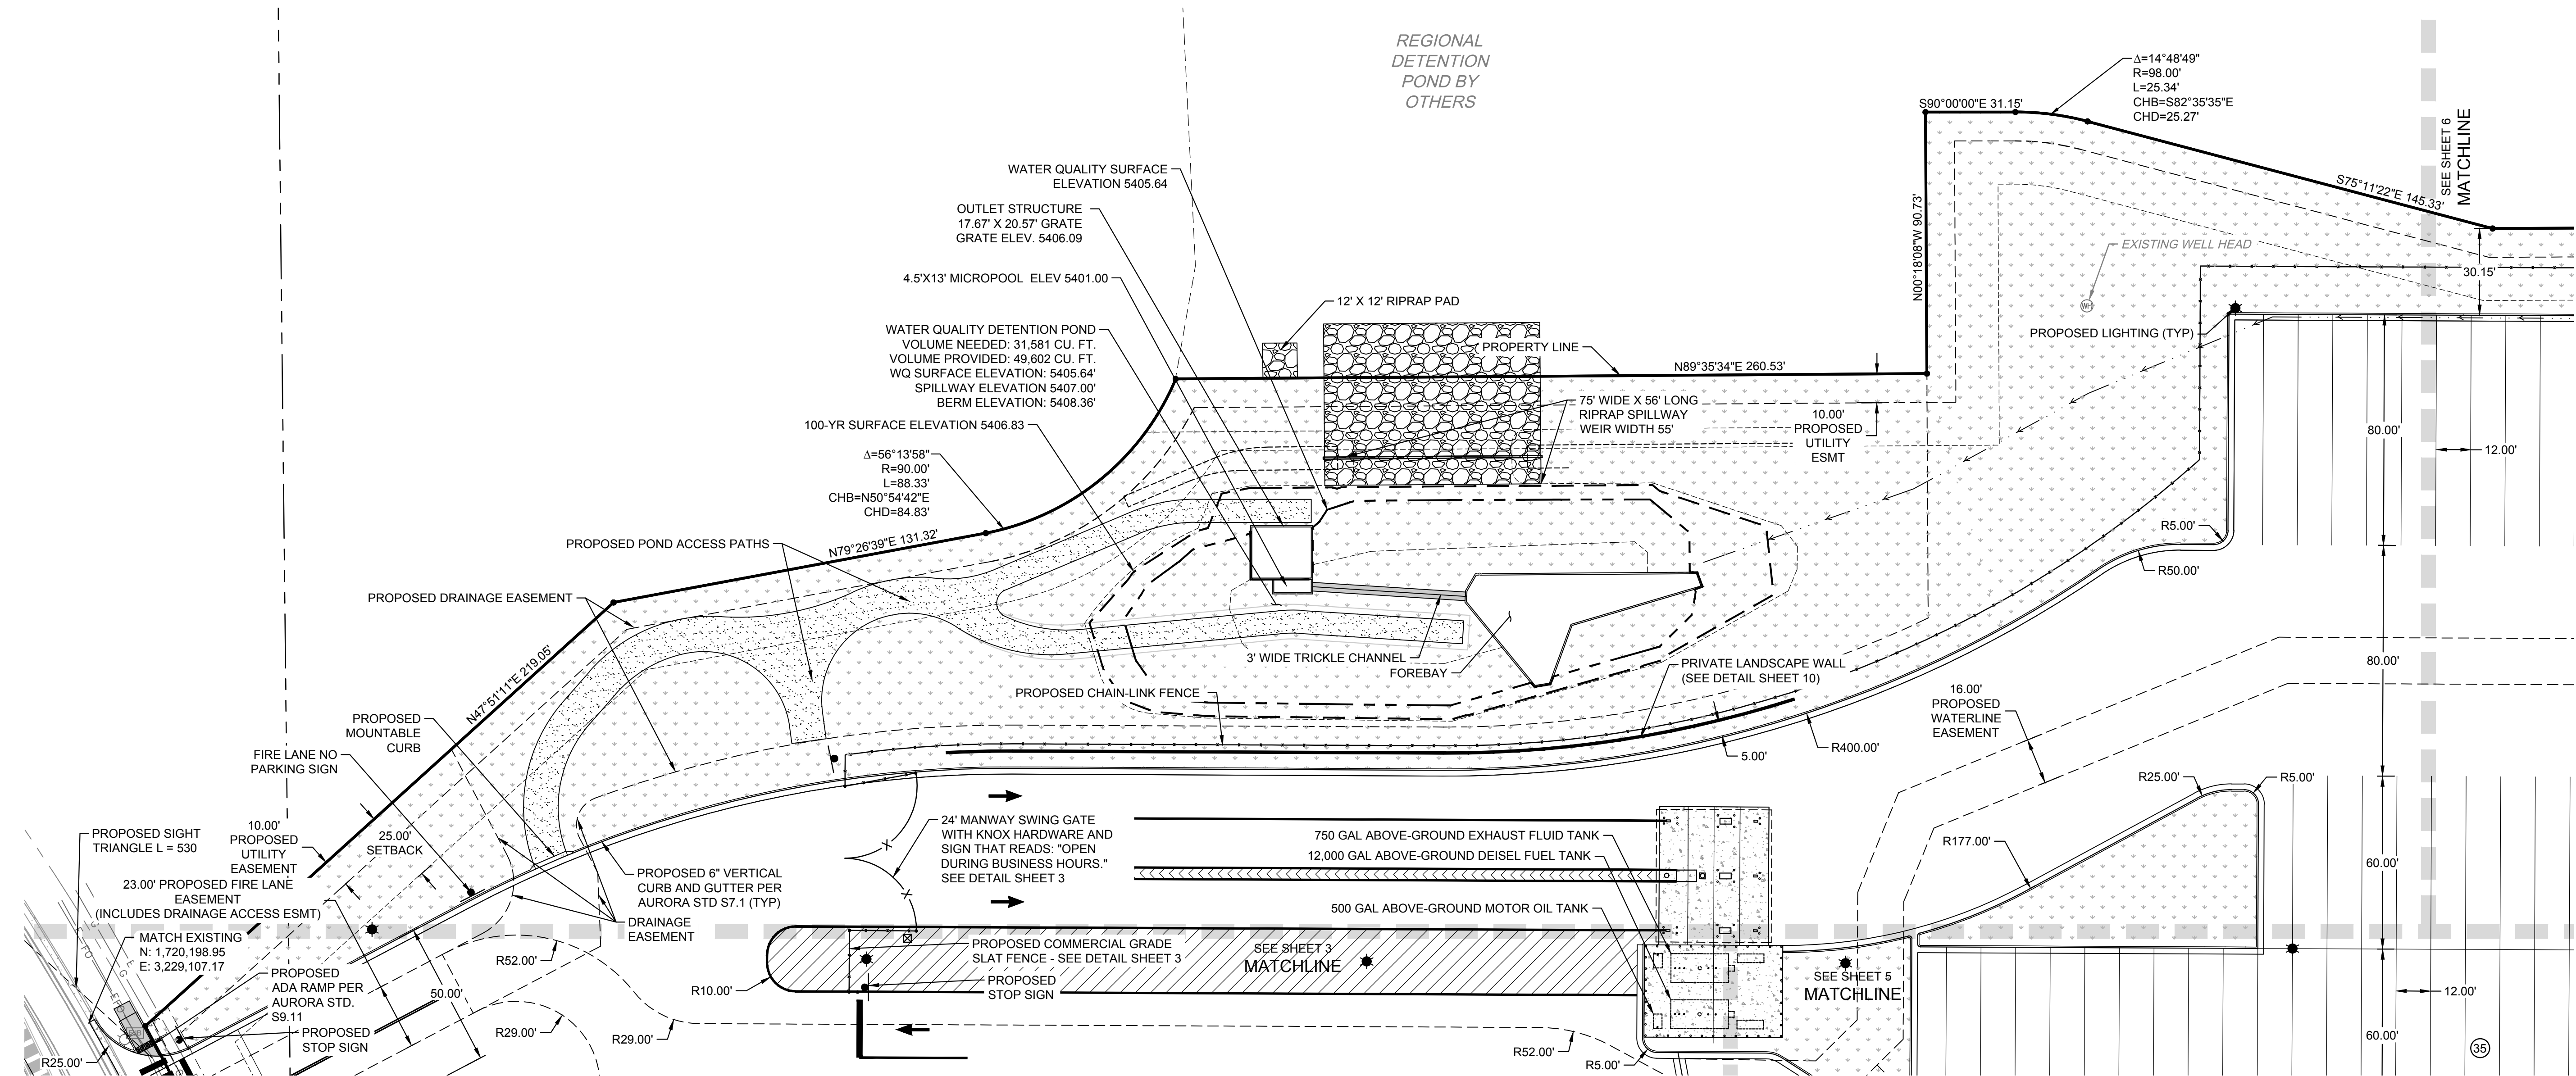 REGIONAL
DETENTION
POND BY
OTHERS
Δ=14°48'49"
R=98.00'
L=25.34'
CHB=S82°35'35"E
CHD=25.27'
S90°00'00"E 31.15'
SEE SHEET 6
MATCHLINE
S75°11'22"E 145.33'
N00°18'08"W 90.73'
EXISTING WELL HEAD
WH
30.15'
PROPOSED LIGHTING (TYP)
WATER QUALITY SURFACE
ELEVATION 5405.64
OUTLET STRUCTURE
17.67' X 20.57' GRATE
GRATE ELEV. 5406.09
4.5'X13' MICROPOOL ELEV 5401.00
12' X 12' RIPRAP PAD
WATER QUALITY DETENTION POND
VOLUME NEEDED: 31,581 CU. FT.
VOLUME PROVIDED: 49,602 CU. FT.
WQ SURFACE ELEVATION: 5405.64'
SPILLWAY ELEVATION 5407.00'
BERM ELEVATION: 5408.36'
PROPERTY LINE
N89°35'34"E 260.53'
75' WIDE X 56' LONG
RIPRAP SPILLWAY
WEIR WIDTH 55'
10.00'
PROPOSED
UTILITY
ESMT
80.00'
12.00'
100-YR SURFACE ELEVATION 5406.83
Δ=56°13'58"
R=90.00'
L=88.33'
CHB=N50°54'42"E
CHD=84.83'
R5.00'
R50.00'
PROPOSED POND ACCESS PATHS
N79°26'39"E 131.32'
PROPOSED DRAINAGE EASEMENT
N47°51'11"E 219.05'
3' WIDE TRICKLE CHANNEL
FOREBAY
PRIVATE LANDSCAPE WALL
(SEE DETAIL SHEET 10)
80.00'
PROPOSED CHAIN-LINK FENCE
16.00'
PROPOSED
WATERLINE
EASEMENT
PROPOSED
MOUNTABLE
CURB
FIRE LANE NO
PARKING SIGN
5.00'
R400.00'
R25.00'
R5.00'
PROPOSED SIGHT
TRIANGLE L = 530
10.00'
PROPOSED
UTILITY
EASEMENT
25.00'
SETBACK
24' MANWAY SWING GATE
WITH KNOX HARDWARE AND
SIGN THAT READS: "OPEN
DURING BUSINESS HOURS."
SEE DETAIL SHEET 3
X
X
750 GAL ABOVE-GROUND EXHAUST FLUID TANK
12,000 GAL ABOVE-GROUND DEISEL FUEL TANK
500 GAL ABOVE-GROUND MOTOR OIL TANK
R177.00'
60.00'
23.00' PROPOSED FIRE LANE
EASEMENT
(INCLUDES DRAINAGE ACCESS ESMT)
PROPOSED 6" VERTICAL
CURB AND GUTTER PER
AURORA STD S7.1 (TYP)
DRAINAGE
EASEMENT
MATCH EXISTING
N: 1,720,198.95
E: 3,229,107.17
PROPOSED
ADA RAMP PER
AURORA STD.
S9.11
PROPOSED
STOP SIGN
R25.00'
50.00'
R52.00'
R29.00'
R29.00'
R10.00'
PROPOSED COMMERCIAL GRADE
SLAT FENCE - SEE DETAIL SHEET 3
PROPOSED
STOP SIGN
SEE SHEET 3
MATCHLINE
SEE SHEET 5
MATCHLINE
R52.00'
R5.00'
12.00'
60.00'
35